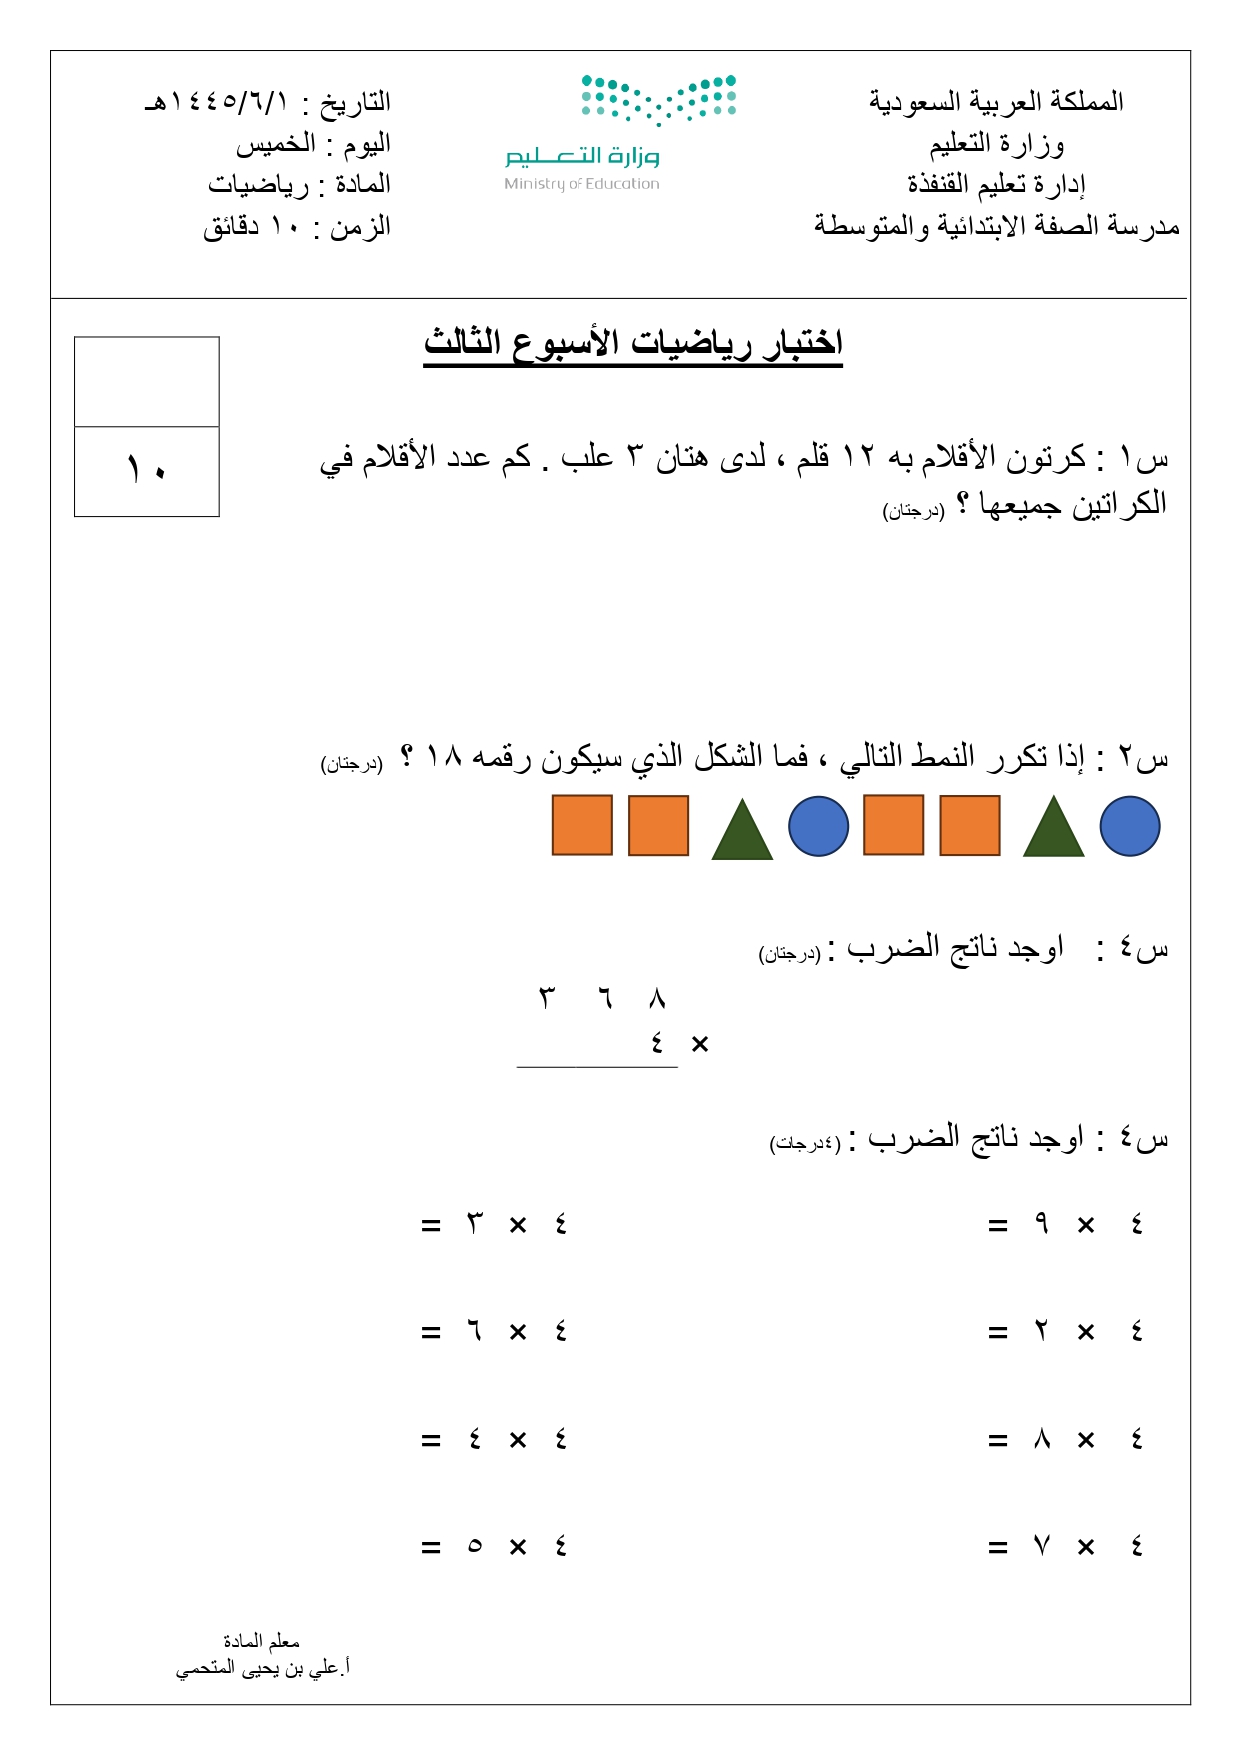 المملكة العربية السعودية
وزارة التعليم
إدارة تعليم القنفذة
مدرسة الصفة الابتدائية والمتوسطة
وزارة التعـــليم
Ministry of Education
التاريخ : ١٤٤٥/٦/١هـ
اليوم : الخميس
المادة : رياضيات
الزمن : ١٠ دقائق
اختبار رياضيات الأسبوع الثالث
١٠
س١ : كرتون الأقلام به ١٢ قلم ، لدى هتان ٣ علب . كم عدد الأقلام في
الكراتين جميعها ؟ (درجتان)
س٢ : إذا تكرر النمط التالي ، فما الشكل الذي سيكون رقمه ١٨ ؟ (درجتان)
س٤ : اوجد ناتج الضرب : (درجتان)
٣ ٦ ٨
× ٤
س٤ : اوجد ناتج الضرب : (٤درجات)
٤ × ٩ =
٤ × ٣ =
٤ × ٢ =
٤ × ٦ =
٤ × ٨ =
٤ × ٤ =
٤ × ٧ =
٤ × ٥ =
معلم المادة
أ.علي بن يحيى المتحمي